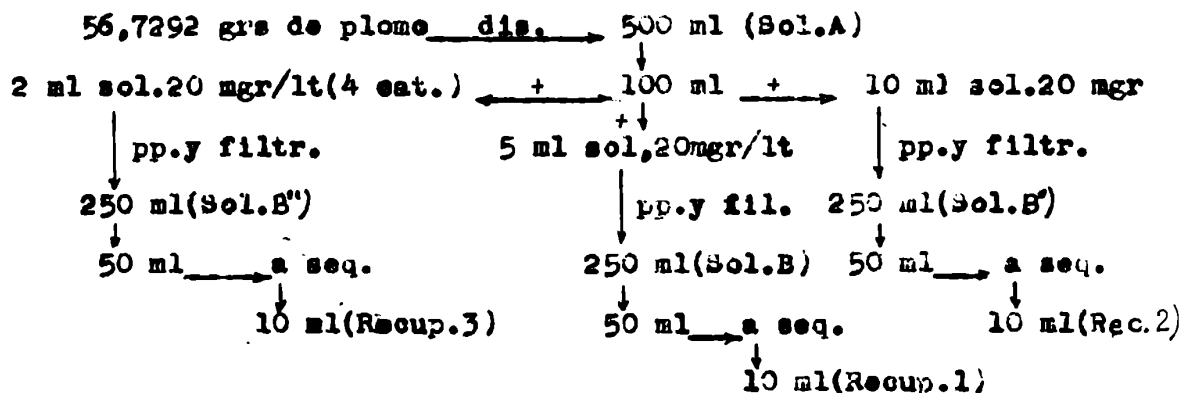 56,7292 grs de plomo dis. 500 ml (Sol.A)
2 ml sol.20 mgr/lt(4 cat.) + 100 ml + 10 ml sol.20 mgr
+
pp.y filtr. 5 ml sol,20mgr/lt pp.y filtr.
250 ml(Sol.B") pp.y fil. 250 ml(Sol.B')
50 ml a seq. 250 ml(Sol.B) 50 ml a seq.
10 ml(Recup.3) 50 ml a seq. 10 ml(Rec.2)
10 ml(Recup.1)